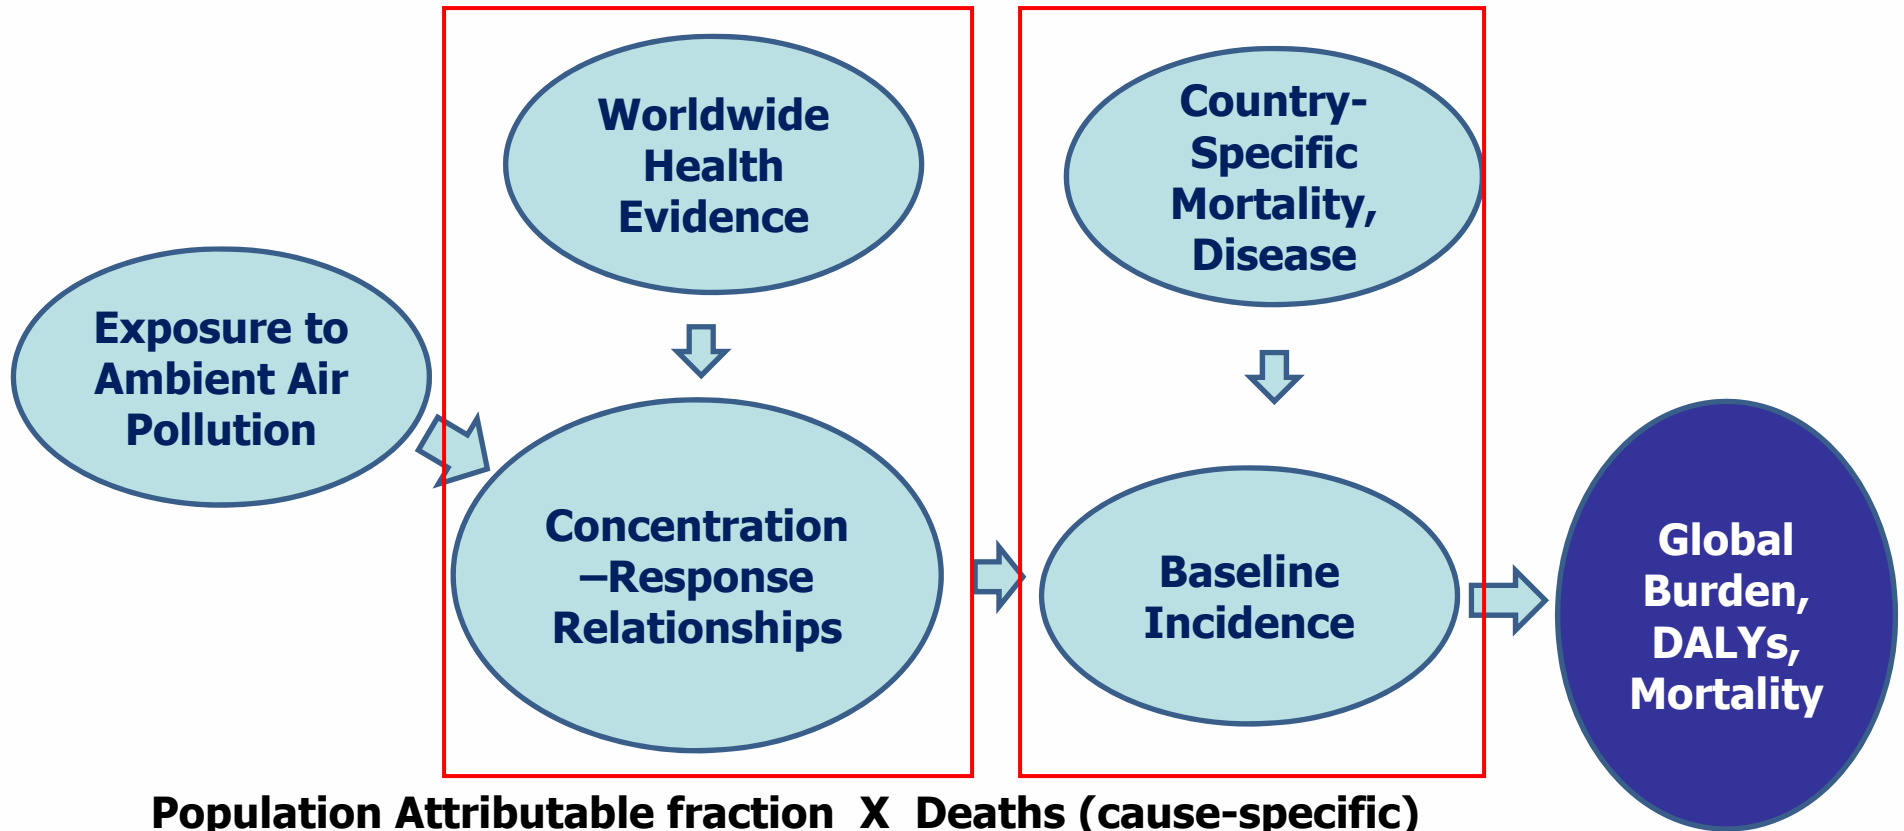 Worldwide
Health
Evidence
Country-
Specific
Mortality,
Disease
Exposure to
Ambient Air
Pollution
Concentration
–Response
Relationships
Baseline
Incidence
Global
Burden,
DALYs,
Mortality
Population Attributable fraction X Deaths (cause-specific)